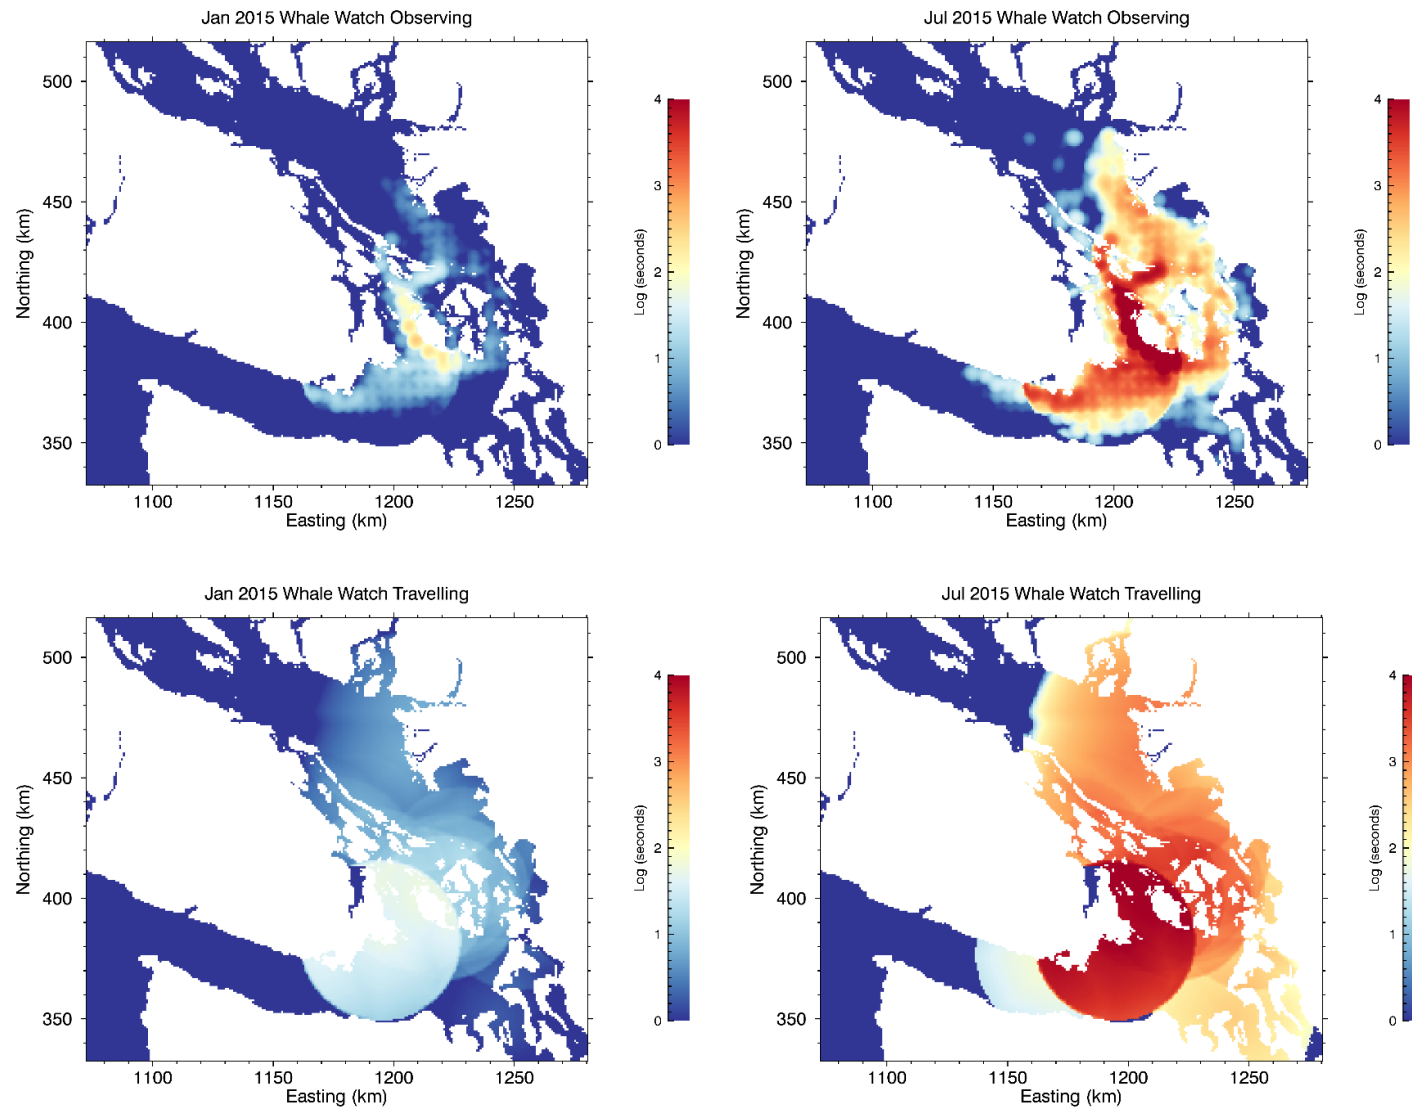 Jan 2015 Whale Watch Observing
500
450
400
350
Northing (km)
1100 1150 1200 1250
Easting (km)
4
3
2
1
0
Log (seconds)
Jul 2015 Whale Watch Observing
500
450
400
350
Northing (km)
1100 1150 1200 1250
Easting (km)
4
3
2
1
0
Log (seconds)
Jan 2015 Whale Watch Travelling
500
450
400
350
Northing (km)
1100 1150 1200 1250
Easting (km)
4
3
2
1
0
Log (seconds)
Jul 2015 Whale Watch Travelling
500
450
400
350
Northing (km)
1100 1150 1200 1250
Easting (km)
4
3
2
1
0
Log (seconds)